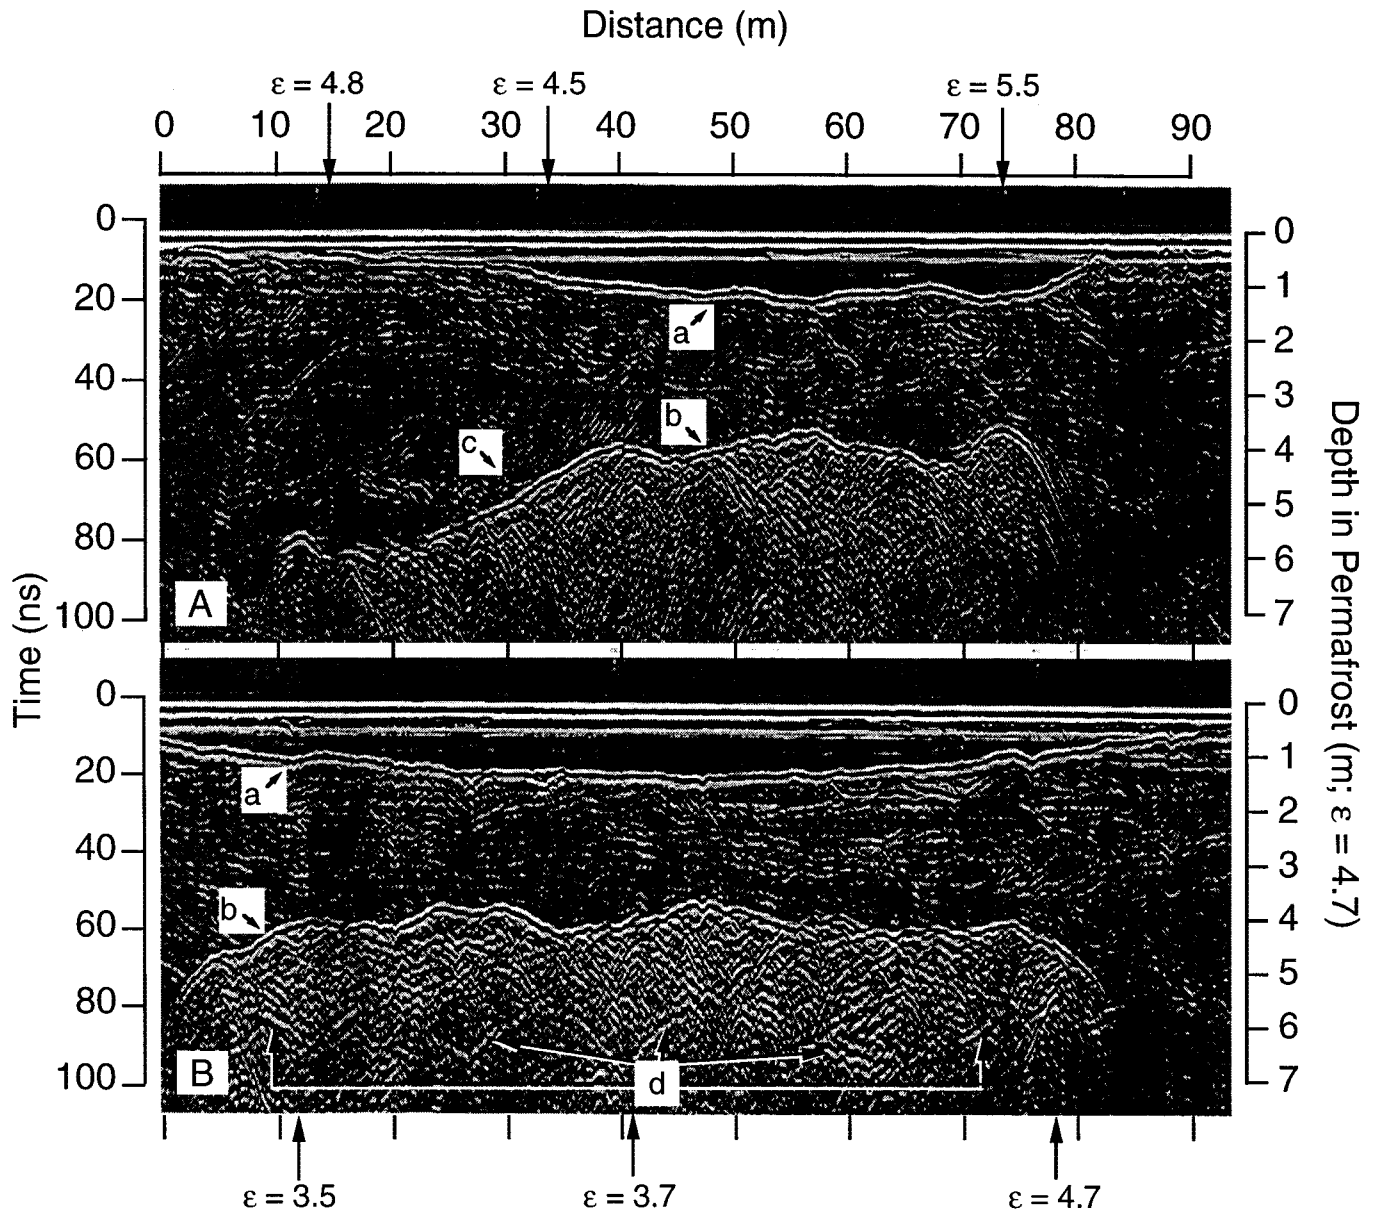 Distance (m)
ε = 4.8
ε = 4.5
ε = 5.5
0 10 20 30 40 50 60 70 80 90
Time (ns)
0
20
40
60
80
100
0
1
2
3
4
5
6
7
a
b
c
A
Depth in Permafrost (m; ε = 4.7)
0
20
40
60
80
100
0
1
2
3
4
5
6
7
a
b
d
B
ε = 3.5
ε = 3.7
ε = 4.7